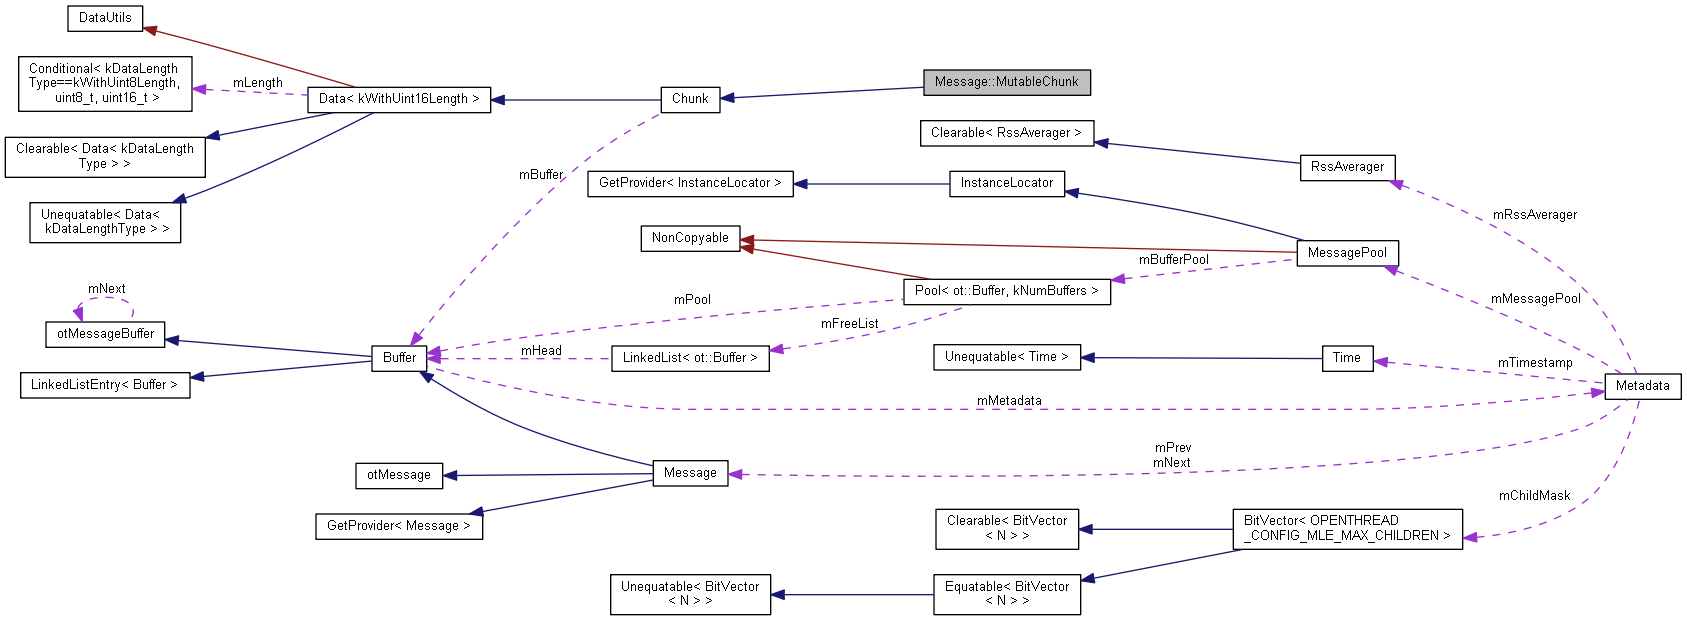 DataUtils
Conditional< kDataLength
Type==kWithUint8Length,
uint8_t, uint16_t >
mLength
Data< kWithUint16Length >
Chunk
Message::MutableChunk
Clearable< Data< kDataLength
Type > >
Unequatable< Data<
kDataLengthType > >
mBuffer
Clearable< RssAverager >
RssAverager
GetProvider< InstanceLocator >
InstanceLocator
mRssAverager
NonCopyable
MessagePool
mBufferPool
Pool< ot::Buffer, kNumBuffers >
mMessagePool
mNext
otMessageBuffer
mPool
mFreeList
Buffer
mHead
LinkedList< ot::Buffer >
Unequatable< Time >
Time
mTimestamp
LinkedListEntry< Buffer >
Metadata
mMetadata
mPrev
mNext
otMessage
Message
GetProvider< Message >
mChildMask
Clearable< BitVector
< N > >
BitVector< OPENTHREAD
_CONFIG_MLE_MAX_CHILDREN >
Unequatable< BitVector
< N > >
Equatable< BitVector
< N > >